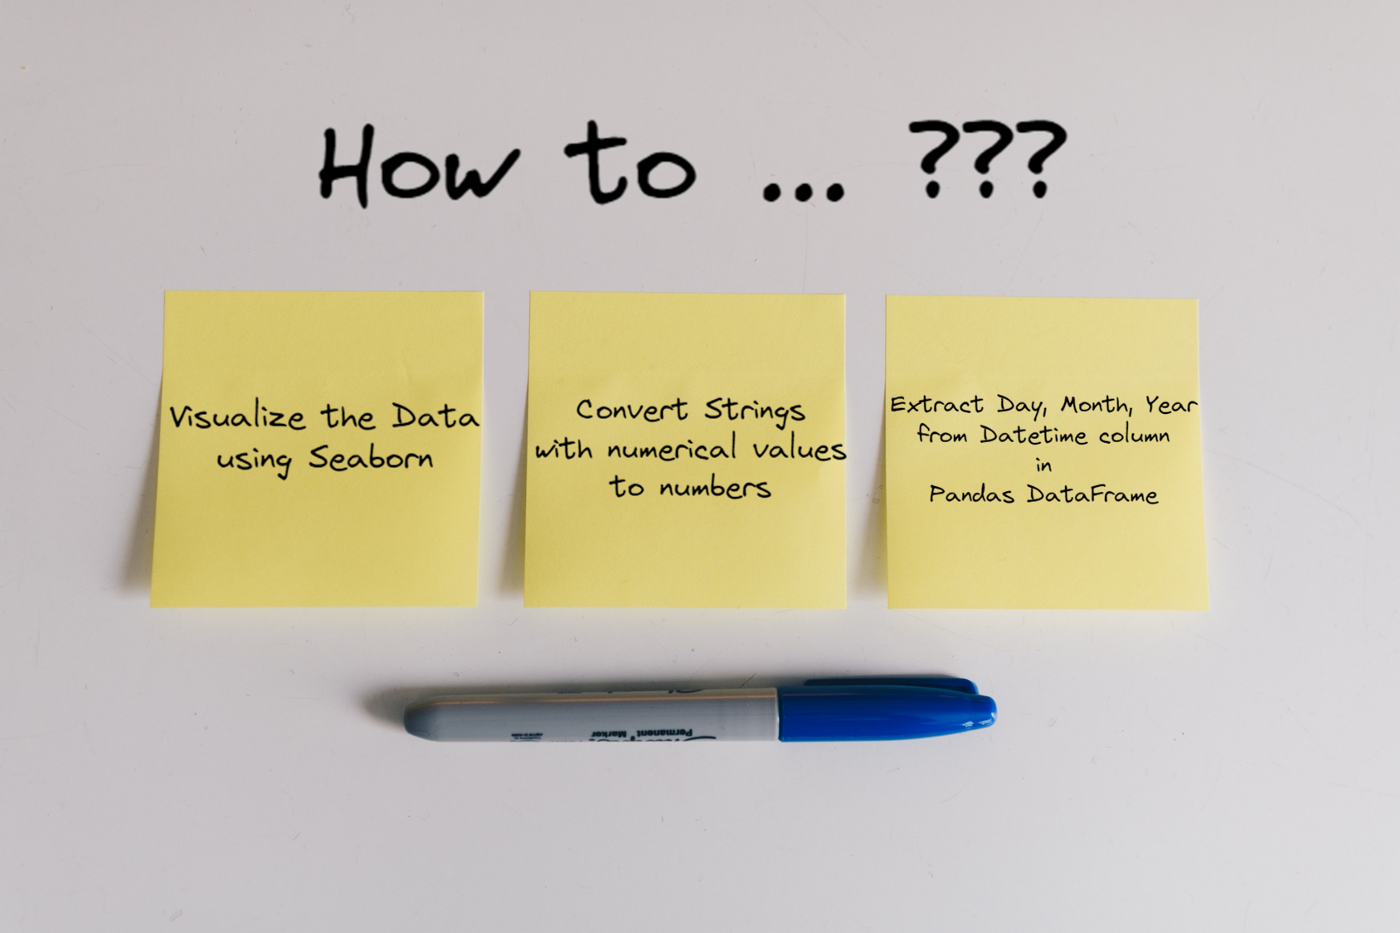 How to ... ???
Visualize the Data
using Seaborn
Convert Strings
with numerical values
to numbers
Extract Day, Month, Year
from Datetime column
in
Pandas DataFrame
Permanent Marker